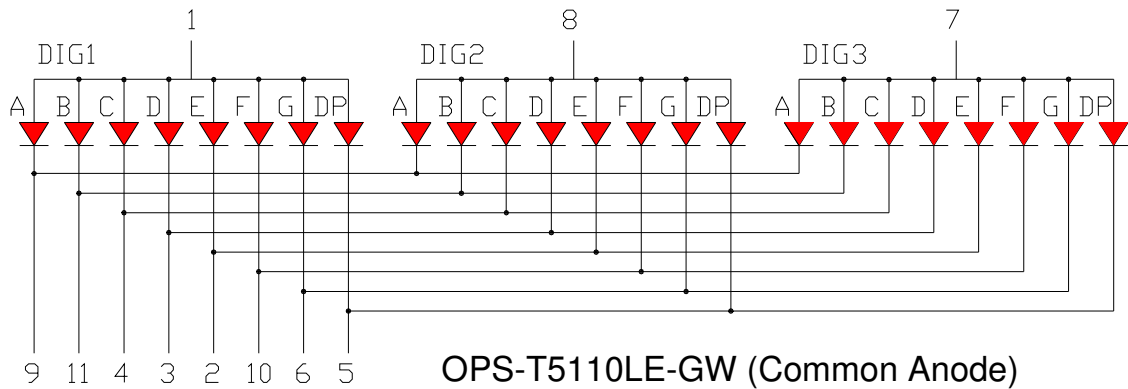 1 8 7
DIG1 DIG2 DIG3
A B C D E F G DP A B C D E F G DP A B C D E F G DP
9 11 4 3 2 10 6 5 OPS-T5110LE-GW (Common Anode)